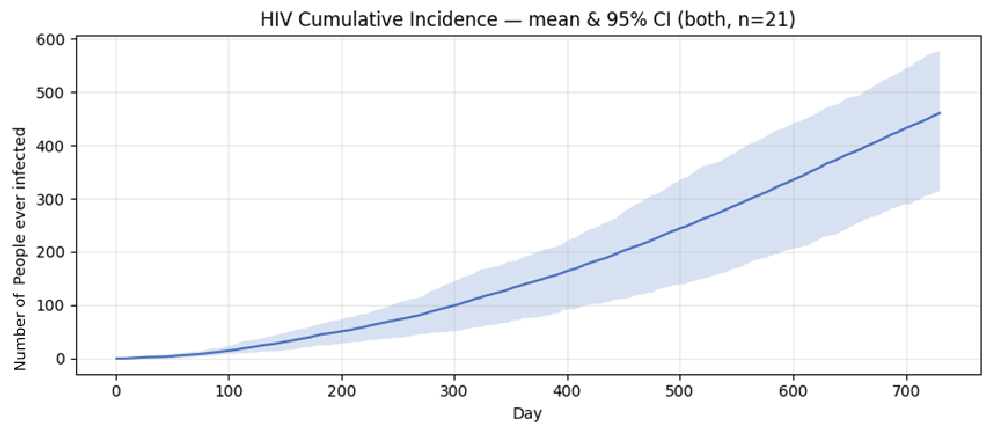 HIV Cumulative Incidence — mean & 95% CI (both, n=21)
Number of People ever infected
600
500
400
300
200
100
0
0 100 200 300 400 500 600 700
Day